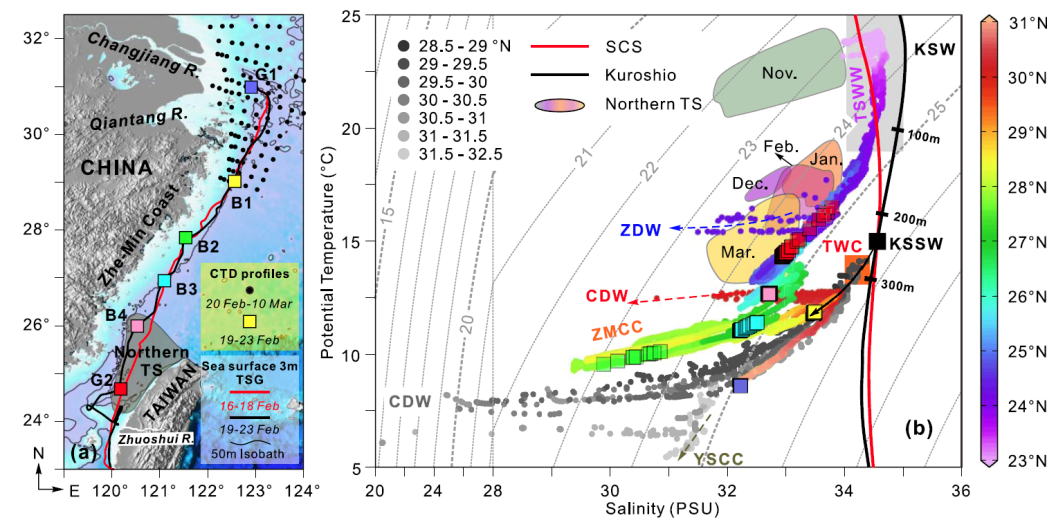 32°
30°
28°
26°
24°
120°
121°
122°
123°
124°
N
E
Changjiang R.
G1
Qiantang R.
CHINA
B1
Zhe-Min Coast
B2
B3
B4
Northern
TS
G2
TAIWAN
Zhuoshui R.
(a)
CTD profiles
20 Feb-10 Mar
19-23 Feb
Sea surface 3m
TSG
16-18 Feb
19-23 Feb
50m Isobath
Potential Temperature (°C)
25
20
15
10
5
20
22
24
26
28
30
32
34
36
Salinity (PSU)
28.5 - 29 °N
29 - 29.5
29.5 - 30
30 - 30.5
30.5 - 31
31 - 31.5
31.5 - 32.5
SCS
Kuroshio
Northern TS
Nov.
Feb.
Jan.
Dec.
Mar.
TSWW
KSW
100m
200m
KSSW
300m
TWC
ZDW
CDW
ZMCC
CDW
YSCC
15
20
21
22
23
24
25
(b)
31°N
30°N
29°N
28°N
27°N
26°N
25°N
24°N
23°N